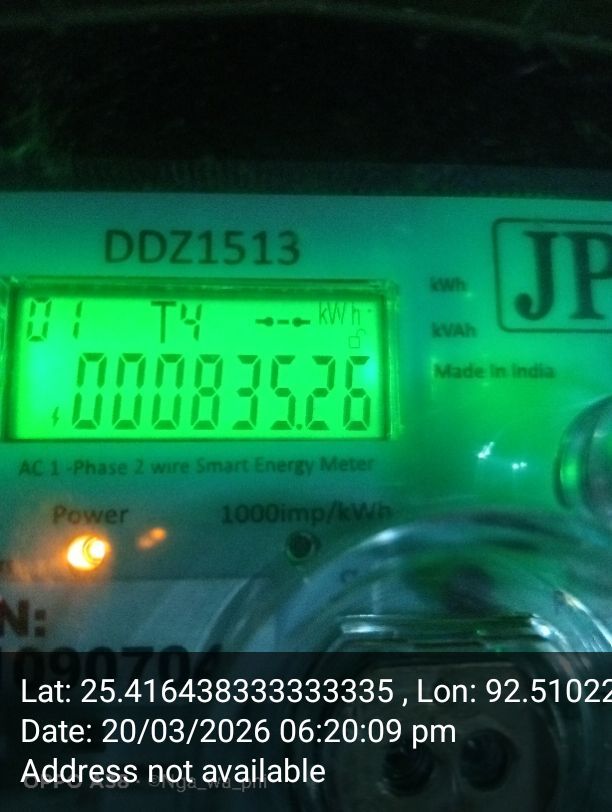 DDZ1513
JP
01 T4 kWh
000835.26
kWh
kVAh
Made in India
AC 1 -Phase 2 wire Smart Energy Meter
Power 1000imp/kWh
N:
Lat: 25.416438333333335 , Lon: 92.51022
Date: 20/03/2026 06:20:09 pm
Address not available